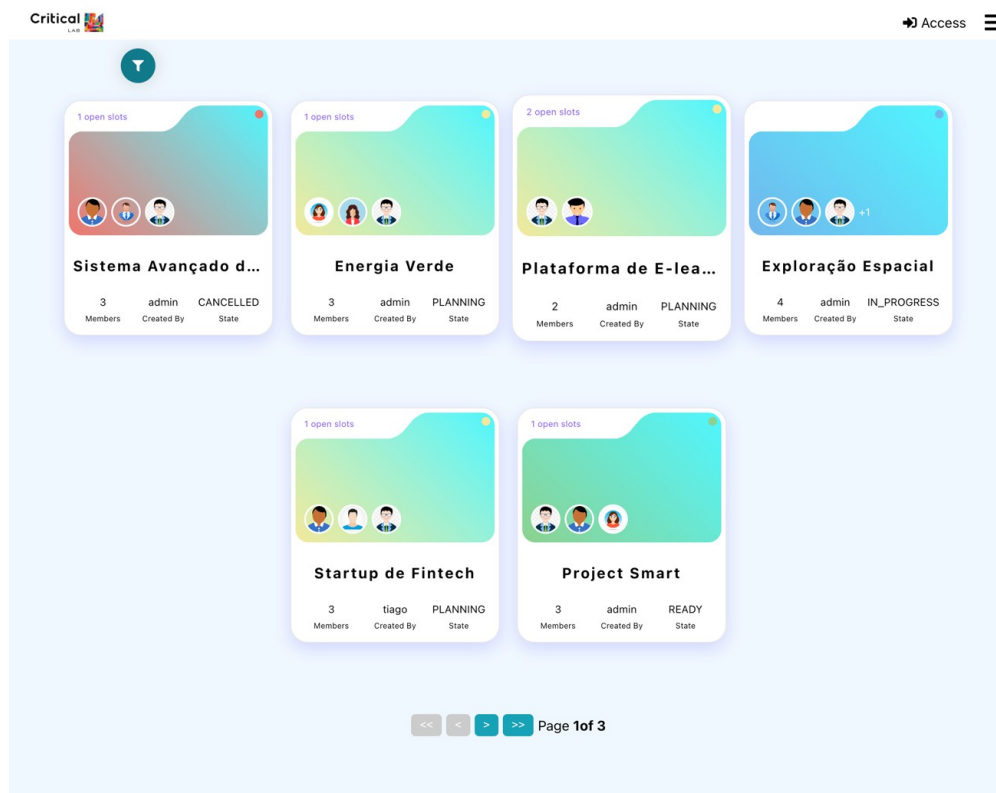 Critical
LAB
Access
1 open slots
Sistema Avançado d...
3 admin CANCELLED
Members Created By State
1 open slots
Energia Verde
3 admin PLANNING
Members Created By State
2 open slots
Plataforma de E-lea...
2 admin PLANNING
Members Created By State
1 open slots
+1
Exploração Espacial
4 admin IN_PROGRESS
Members Created By State
1 open slots
Startup de Fintech
3 tiago PLANNING
Members Created By State
1 open slots
Project Smart
3 admin READY
Members Created By State
<< < > >> Page 1of 3